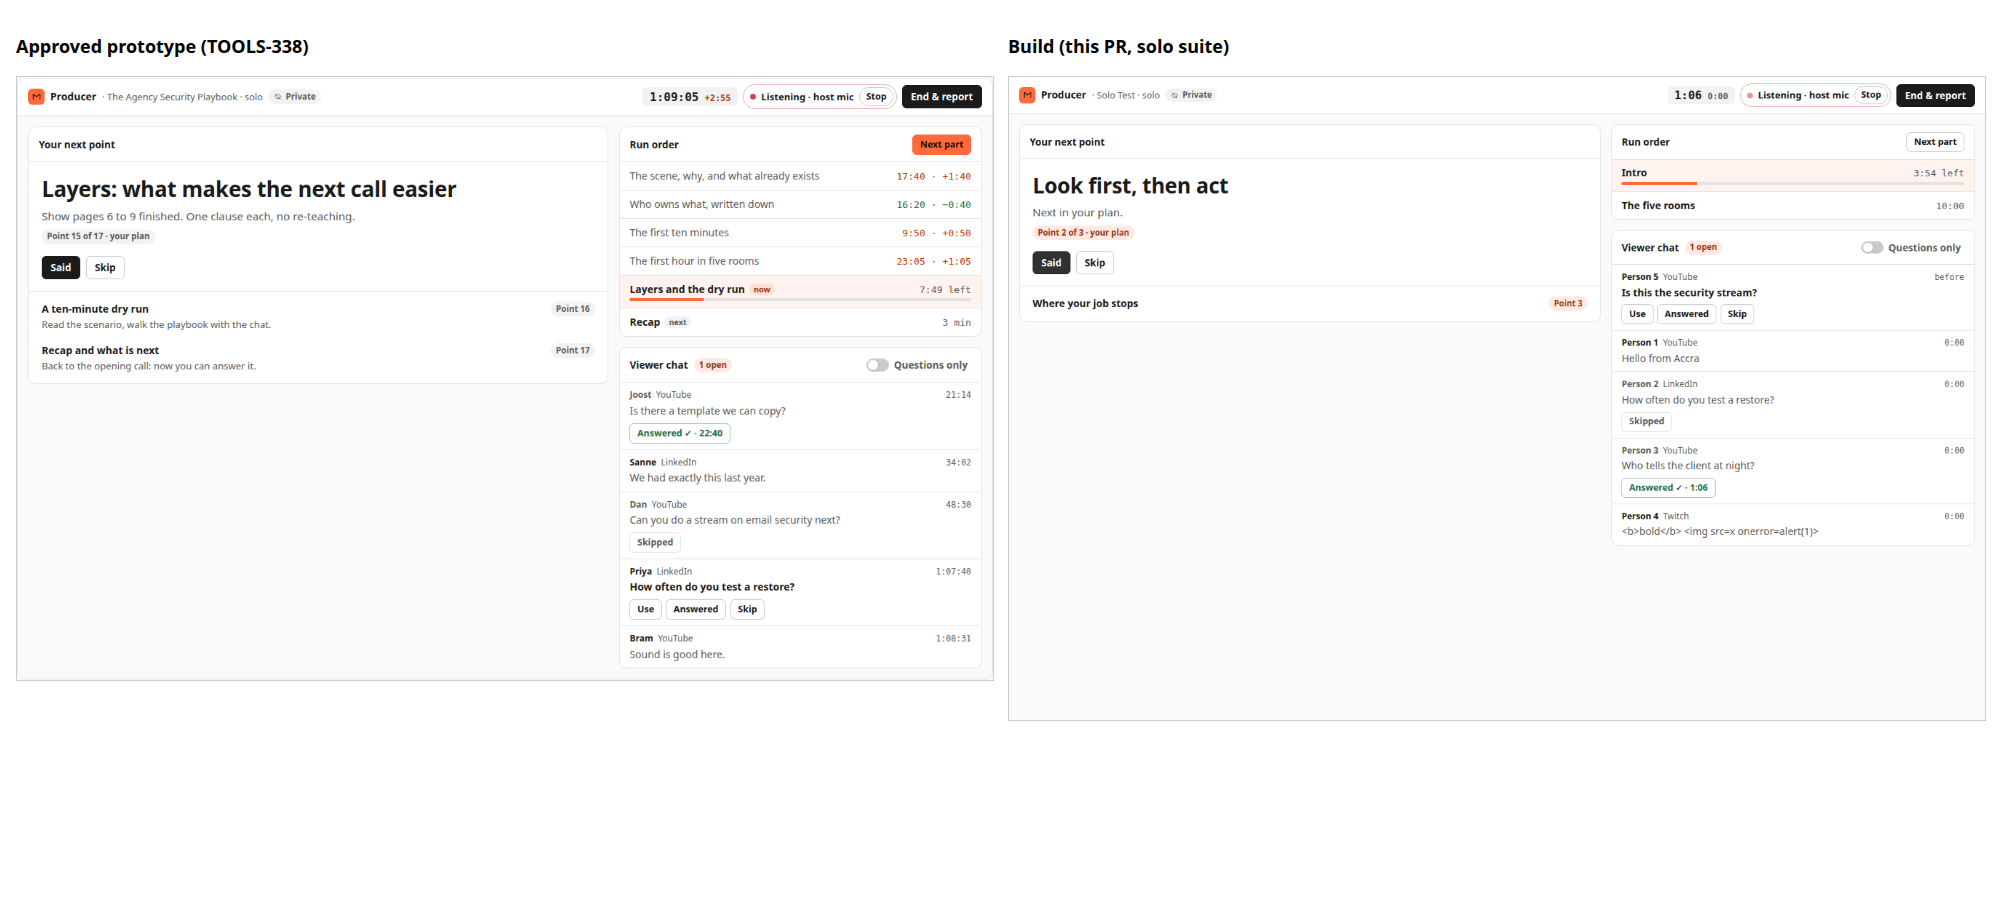 Approved prototype (TOOLS-338)
Producer · The Agency Security Playbook · solo Private
1:09:05 +2:55
Listening · host mic Stop
End & report
Your next point
Layers: what makes the next call easier
Show pages 6 to 9 finished. One clause each, no re-teaching.
Point 15 of 17 · your plan
Said Skip
A ten-minute dry run Point 16
Read the scenario, walk the playbook with the chat.
Recap and what is next Point 17
Back to the opening call: now you can answer it.
Run order Next part
The scene, why, and what already exists 17:40 · +1:40
Who owns what, written down 16:20 · −0:40
The first ten minutes 9:50 · +0:50
The first hour in five rooms 23:05 · +1:05
Layers and the dry run now 7:49 left
Recap next 3 min
Viewer chat 1 open Questions only
Joost YouTube 21:14
Is there a template we can copy?
Answered ✓ · 22:40
Sanne LinkedIn 34:02
We had exactly this last year.
Dan YouTube 48:30
Can you do a stream on email security next?
Skipped
Priya LinkedIn 1:07:40
How often do you test a restore?
Use Answered Skip
Bram YouTube 1:08:31
Sound is good here.
Build (this PR, solo suite)
Producer · Solo Test · solo Private
1:06 0:00
Listening · host mic Stop
End & report
Your next point
Look first, then act
Next in your plan.
Point 2 of 3 · your plan
Said Skip
Where your job stops Point 3
Run order Next part
Intro 3:54 left
The five rooms 10:00
Viewer chat 1 open Questions only
Person 5 YouTube before
Is this the security stream?
Use Answered Skip
Person 1 YouTube 0:00
Hello from Accra
Person 2 LinkedIn 0:00
How often do you test a restore?
Skipped
Person 3 YouTube 0:00
Who tells the client at night?
Answered ✓ · 1:06
Person 4 Twitch 0:00
<b>bold</b> <img src=x onerror=alert(1)>